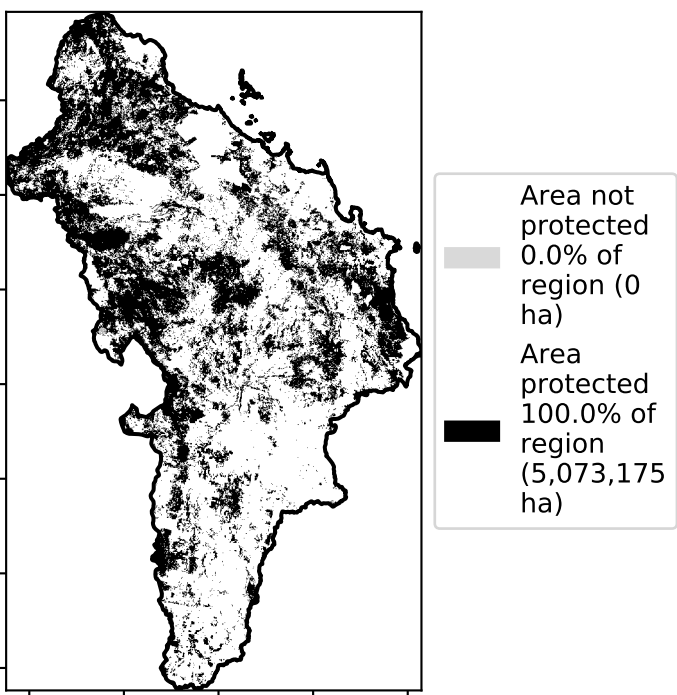 Area not
protected
0.0% of
region (0
ha)
Area
protected
100.0% of
region
(5,073,175
ha)